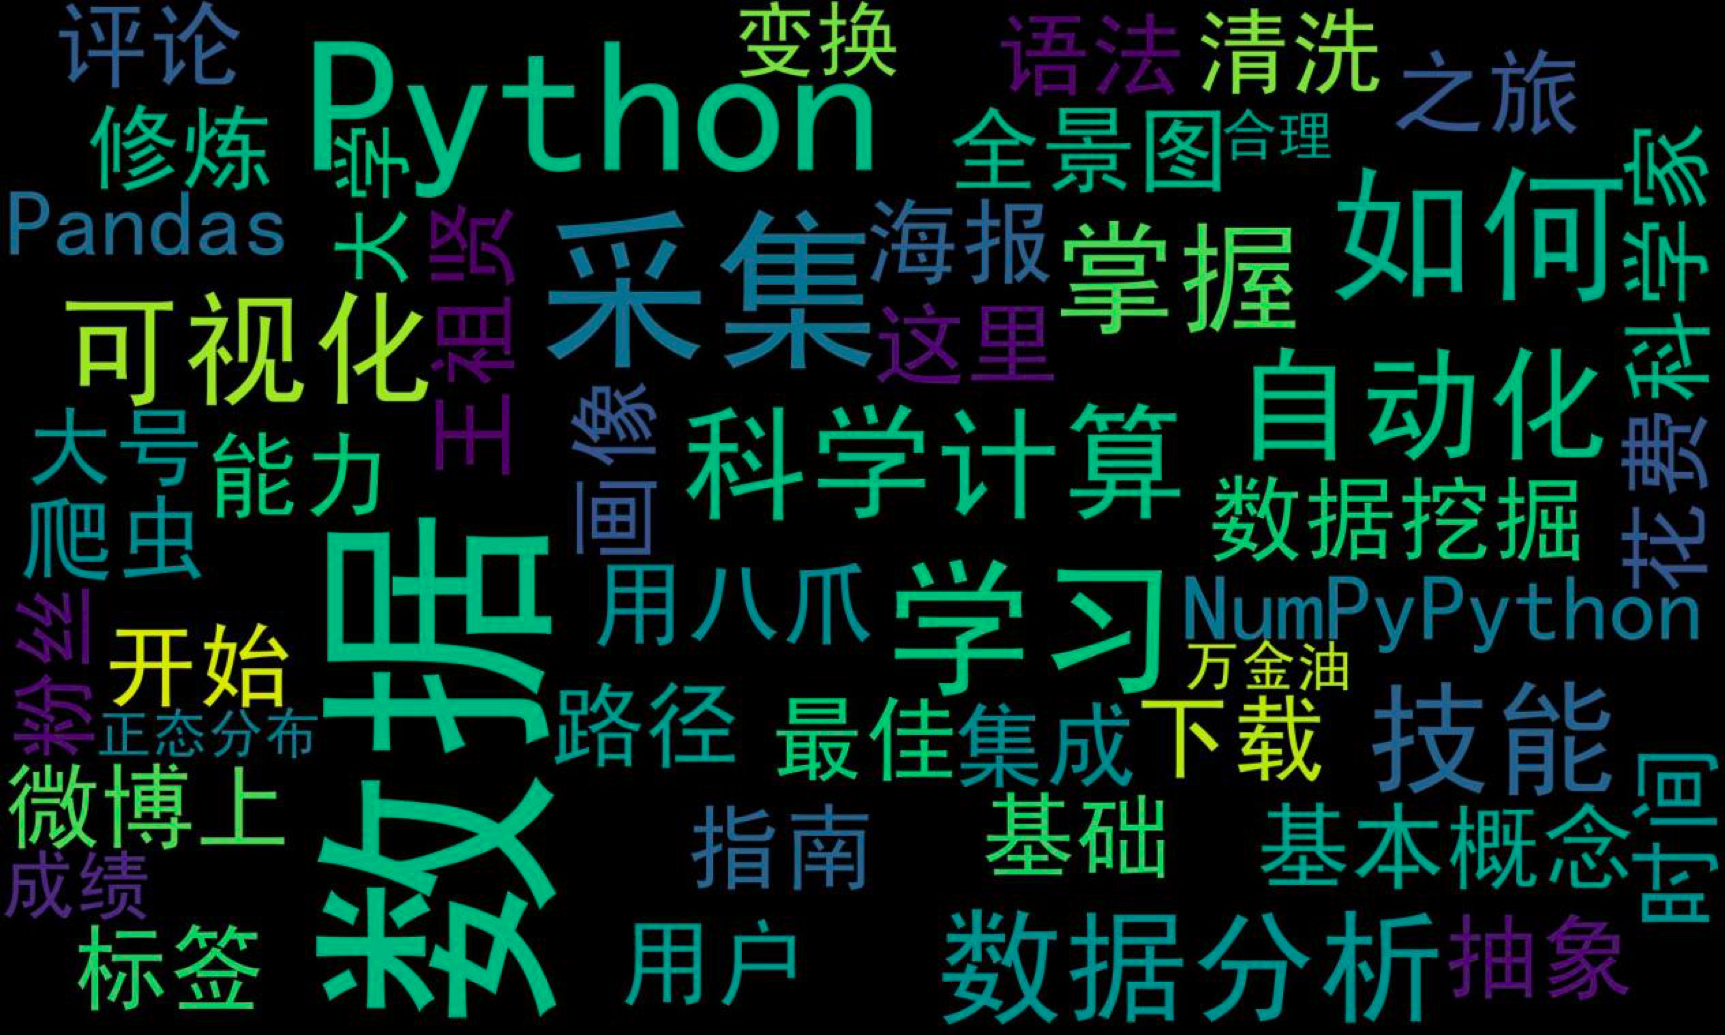 评论
Python
变换
语法
清洗
之旅
修炼
大学
全景图
合理
科学家
Pandas
王祖贤
采集
海报
掌握
如何
可视化
这里
自动化
大号
能力
画像
科学计算
花费
爬虫
数据挖掘
数据
用八爪
学习
NumPyPython
粉丝
开始
万金油
正态分布
路径
最佳
集成
下载
技能
时间
微博上
指南
基础
基本概念
成绩
标签
用户
数据分析
抽象